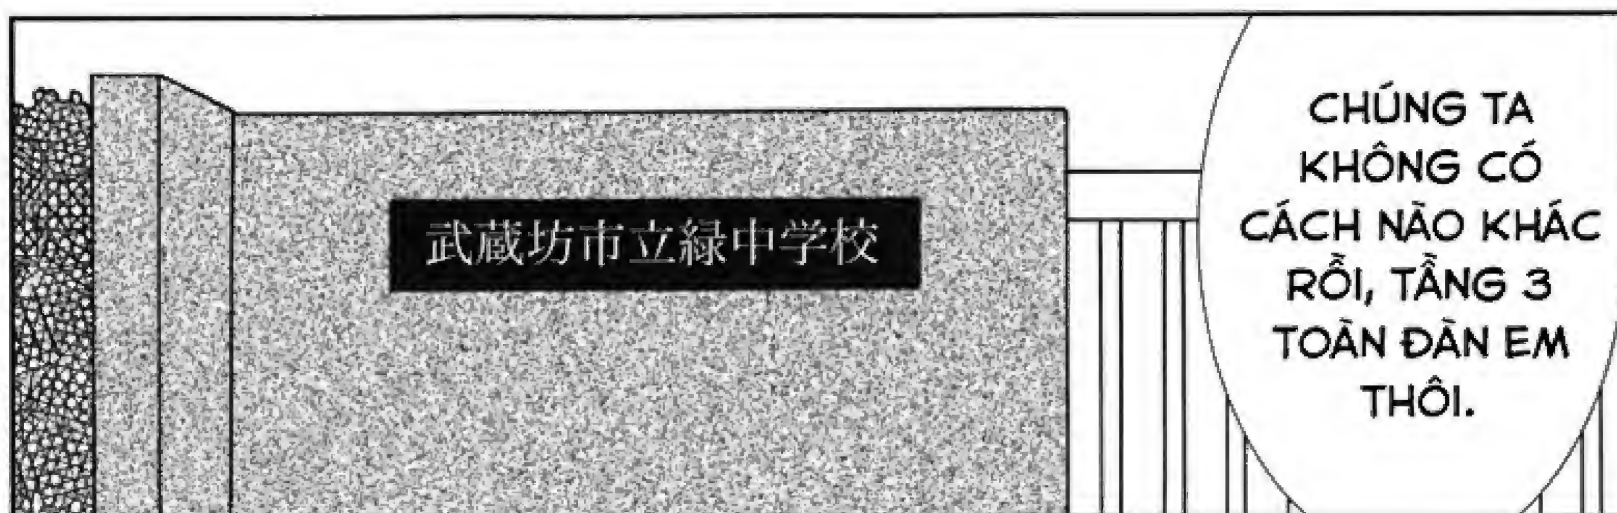 武蔵坊市立緑中学校
CHÚNG TA
KHÔNG CÓ
CÁCH NÀO KHÁC
RỒI, TẦNG 3
TOÀN ĐÀN EM
THÔI.